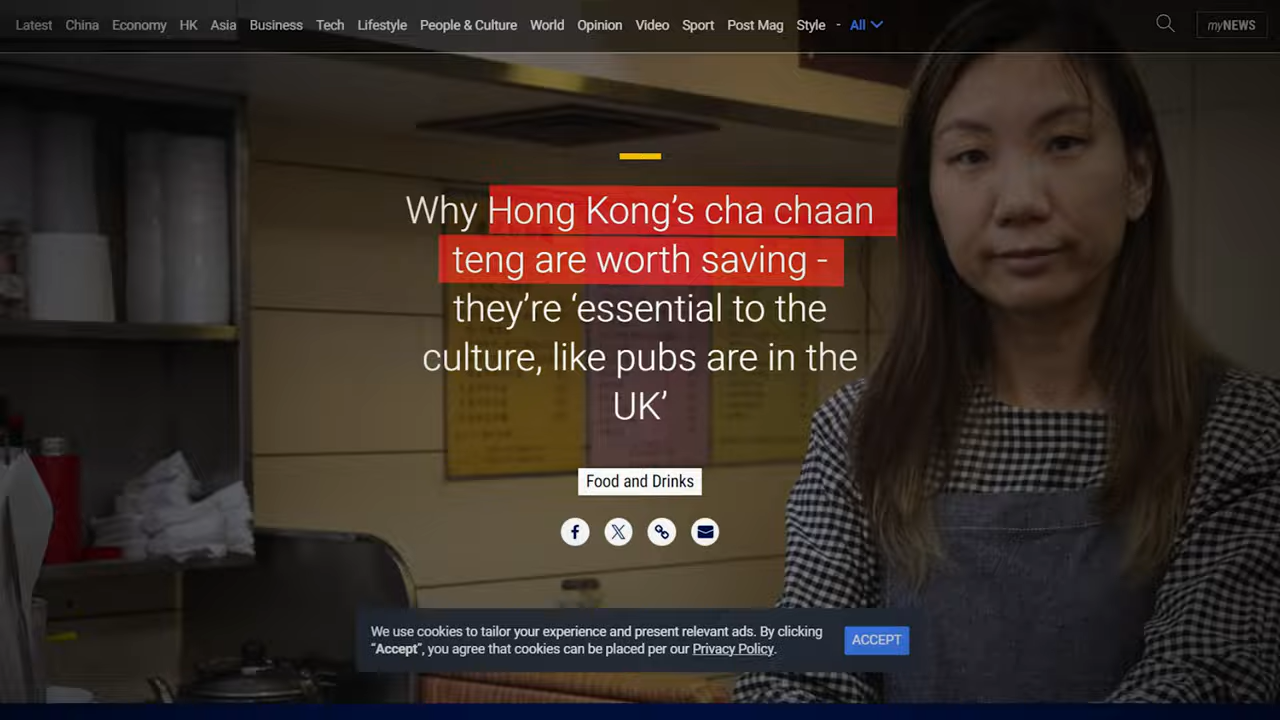 Latest China Economy HK Asia Business Tech Lifestyle People & Culture World Opinion Video Sport Post Mag Style - All myNEWS
Why Hong Kong’s cha chaan
teng are worth saving -
they’re ‘essential to the
culture, like pubs are in the
UK’
Food and Drinks
We use cookies to tailor your experience and present relevant ads. By clicking
“Accept”, you agree that cookies can be placed per our Privacy Policy.
ACCEPT